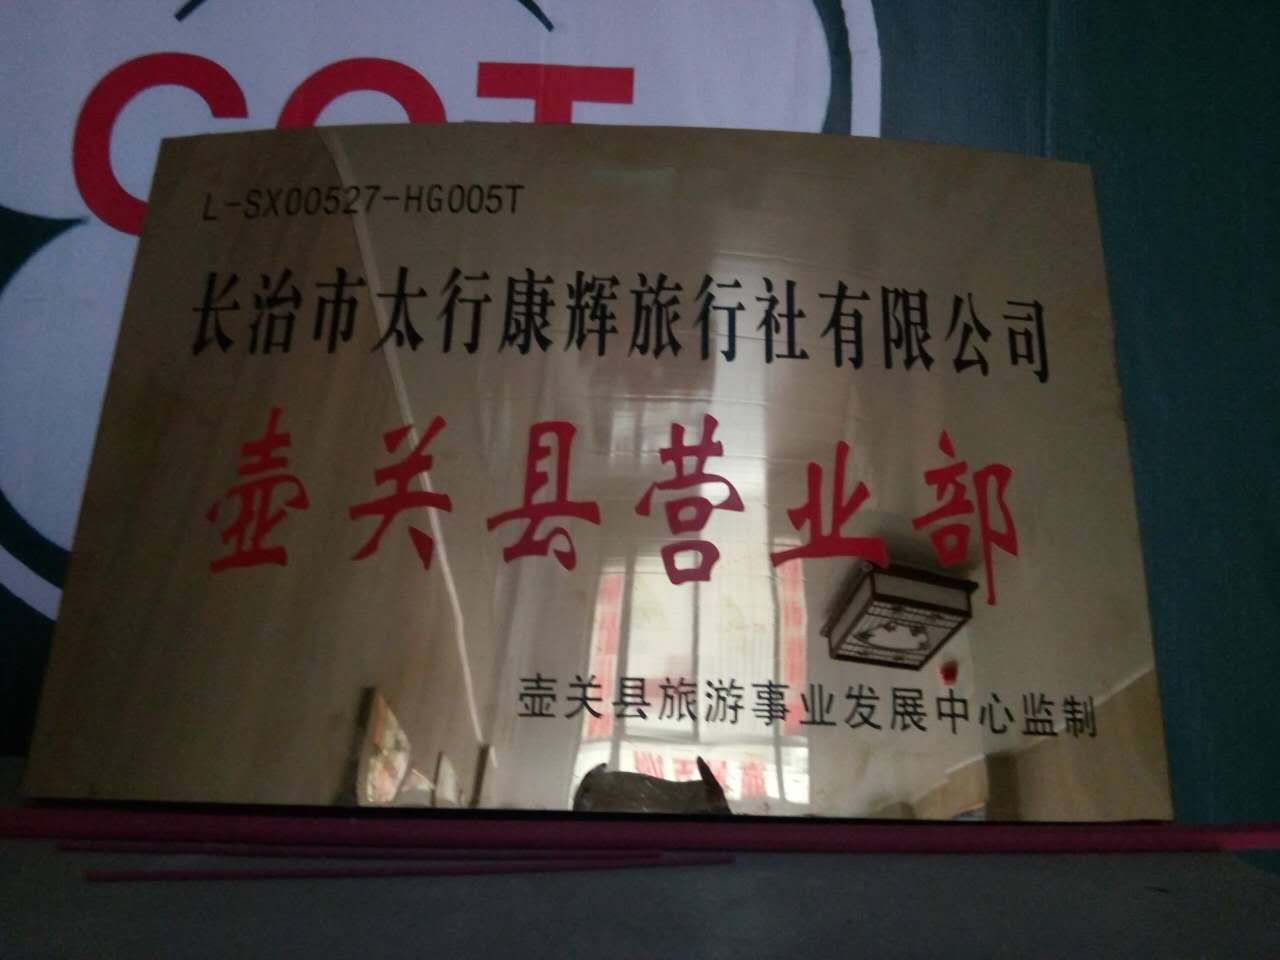 CCT
L-SX00527-HG005T
长治市太行康辉旅行社有限公司
壶关县营业部
壶关县旅游事业发展中心监制